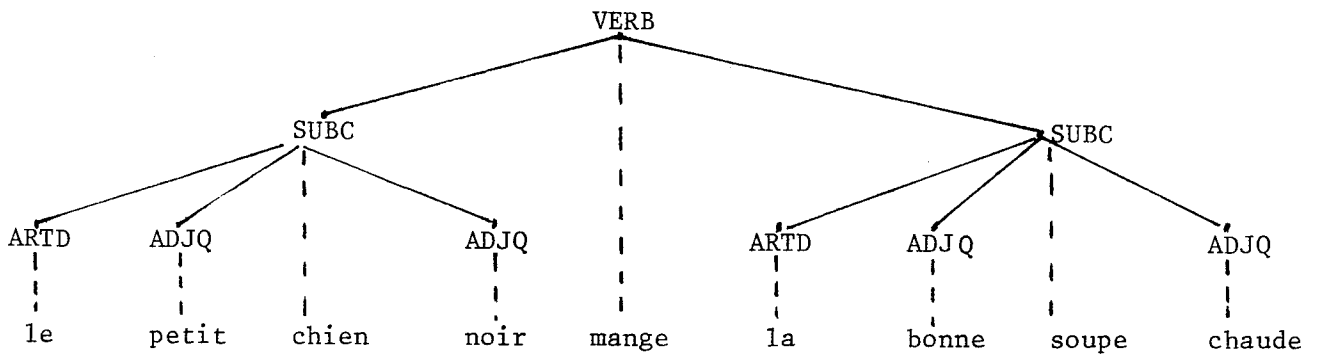 VERB
SUBC SUBC
ARTD ADJQ ADJQ ARTD ADJQ ADJQ
le petit chien noir mange la bonne soupe chaude